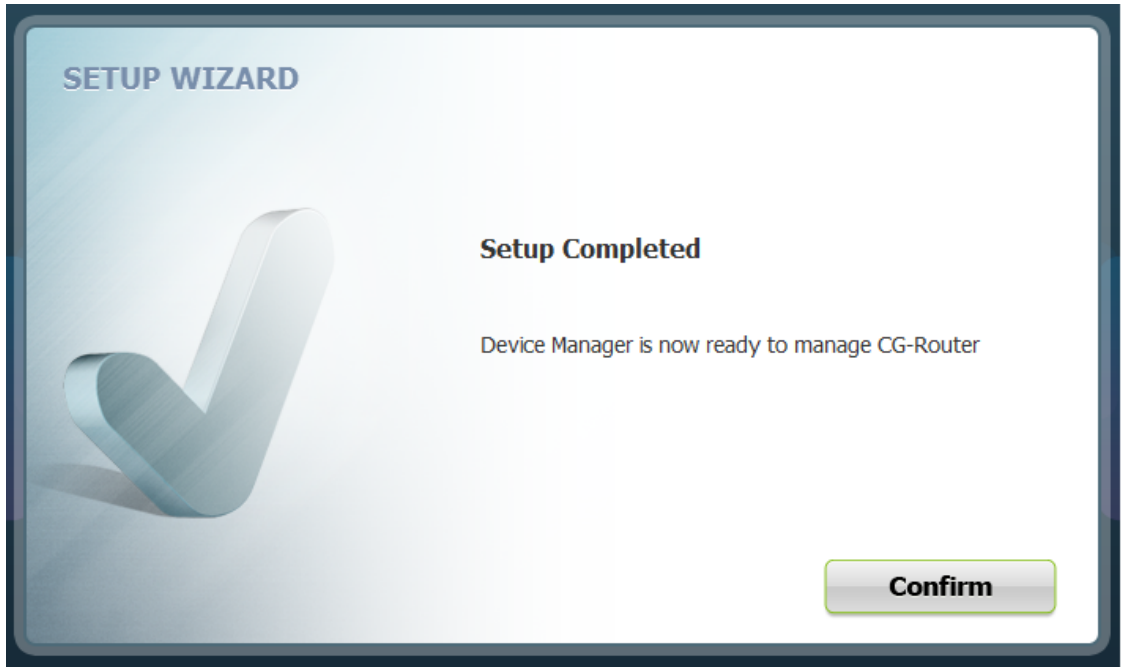 SETUP WIZARD
Setup Completed
Device Manager is now ready to manage CG-Router
Confirm